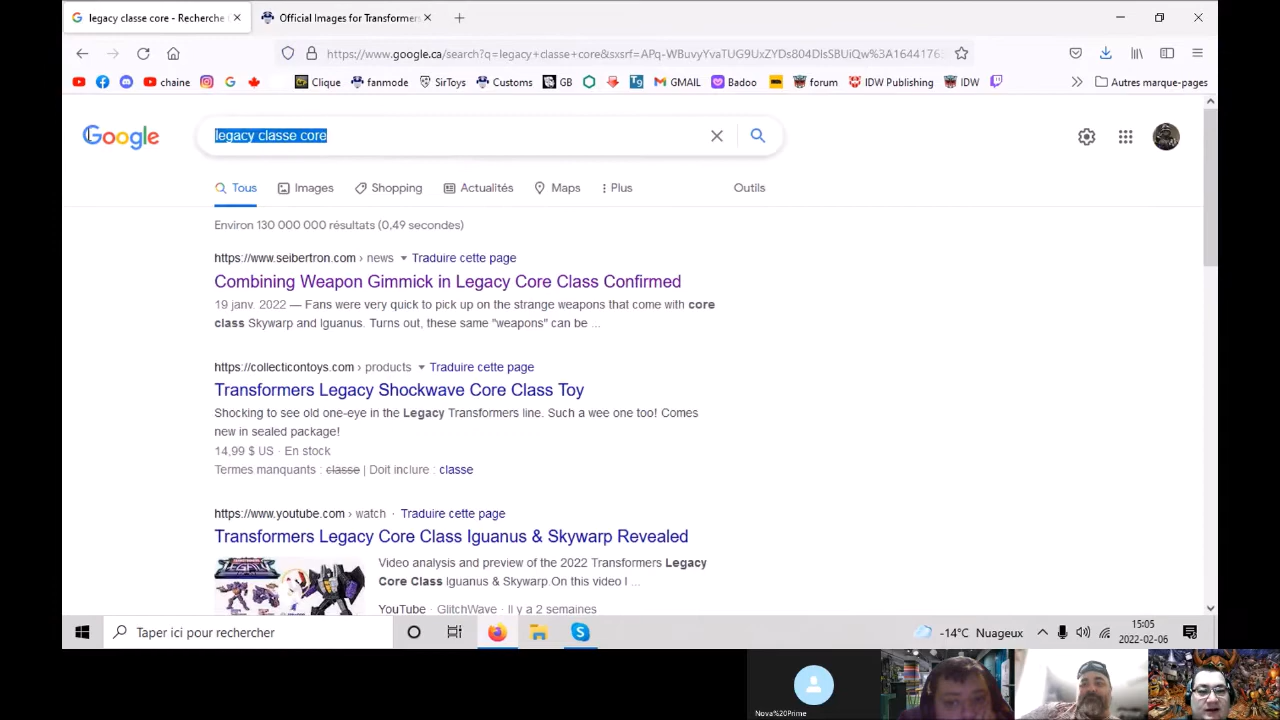 legacy classe core - Recherche
Official Images for Transformers
https://www.google.ca/search?q=legacy+classe+core&sxsrf=
chaine
Clique
fanmode
SirToys
Customs
GB
GMAIL
Badoo
forum
IDW Publishing
IDW
Autres marque-pages
Google
legacy classe core
Tous
Images
Shopping
Actualités
Maps
Plus
Outils
Environ 130 000 000 résultats (0,49 secondes)
https://www.seibertron.com › news Traduire cette page
Combining Weapon Gimmick in Legacy Core Class Confirmed
19 janv. 2022 — Fans were very quick to pick up on the strange weapons that come with core
class Skywarp and Iguanus. Turns out, these same "weapons" can be ...
https://collecticontoys.com › products Traduire cette page
Transformers Legacy Shockwave Core Class Toy
Shocking to see old one-eye in the Legacy Transformers line. Such a wee one too! Comes
new in sealed package!
14,99 $ US · En stock
Termes manquants : classe | Doit inclure : classe
https://www.youtube.com › watch · Traduire cette page
Transformers Legacy Core Class Iguanus & Skywarp Revealed
Video analysis and preview of the 2022 Transformers Legacy
Core Class Iguanus & Skywarp On this video I ...
YouTube · GlitchWave · Il y a 2 semaines
Taper ici pour rechercher
-14°C Nuageux
15:05
2022-02-06
Nova%20Prime